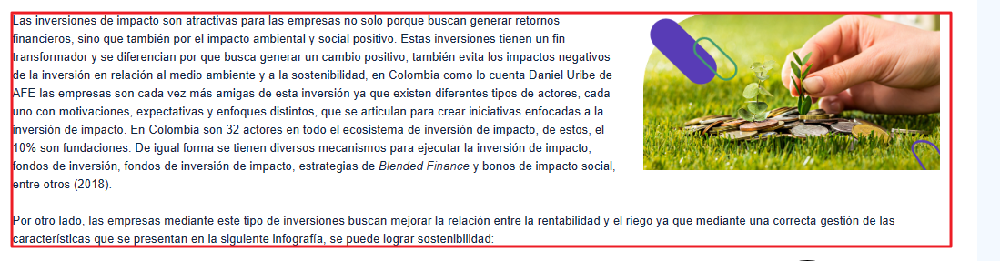 Las inversiones de impacto son atractivas para las empresas no solo porque buscan generar retornos
financieros, sino que también por el impacto ambiental y social positivo. Estas inversiones tienen un fin
transformador y se diferencian por que busca generar un cambio positivo, también evita los impactos negativos
de la inversión en relación al medio ambiente y a la sostenibilidad, en Colombia como lo cuenta Daniel Uribe de
AFE las empresas son cada vez más amigas de esta inversión ya que existen diferentes tipos de actores, cada
uno con motivaciones, expectativas y enfoques distintos, que se articulan para crear iniciativas enfocadas a la
inversión de impacto. En Colombia son 32 actores en todo el ecosistema de inversión de impacto, de estos, el
10% son fundaciones. De igual forma se tienen diversos mecanismos para ejecutar la inversión de impacto,
fondos de inversión, fondos de inversión de impacto, estrategias de Blended Finance y bonos de impacto social,
entre otros (2018).
Por otro lado, las empresas mediante este tipo de inversiones buscan mejorar la relación entre la rentabilidad y el riego ya que mediante una correcta gestión de las
características que se presentan en la siguiente infografía, se puede lograr sostenibilidad: